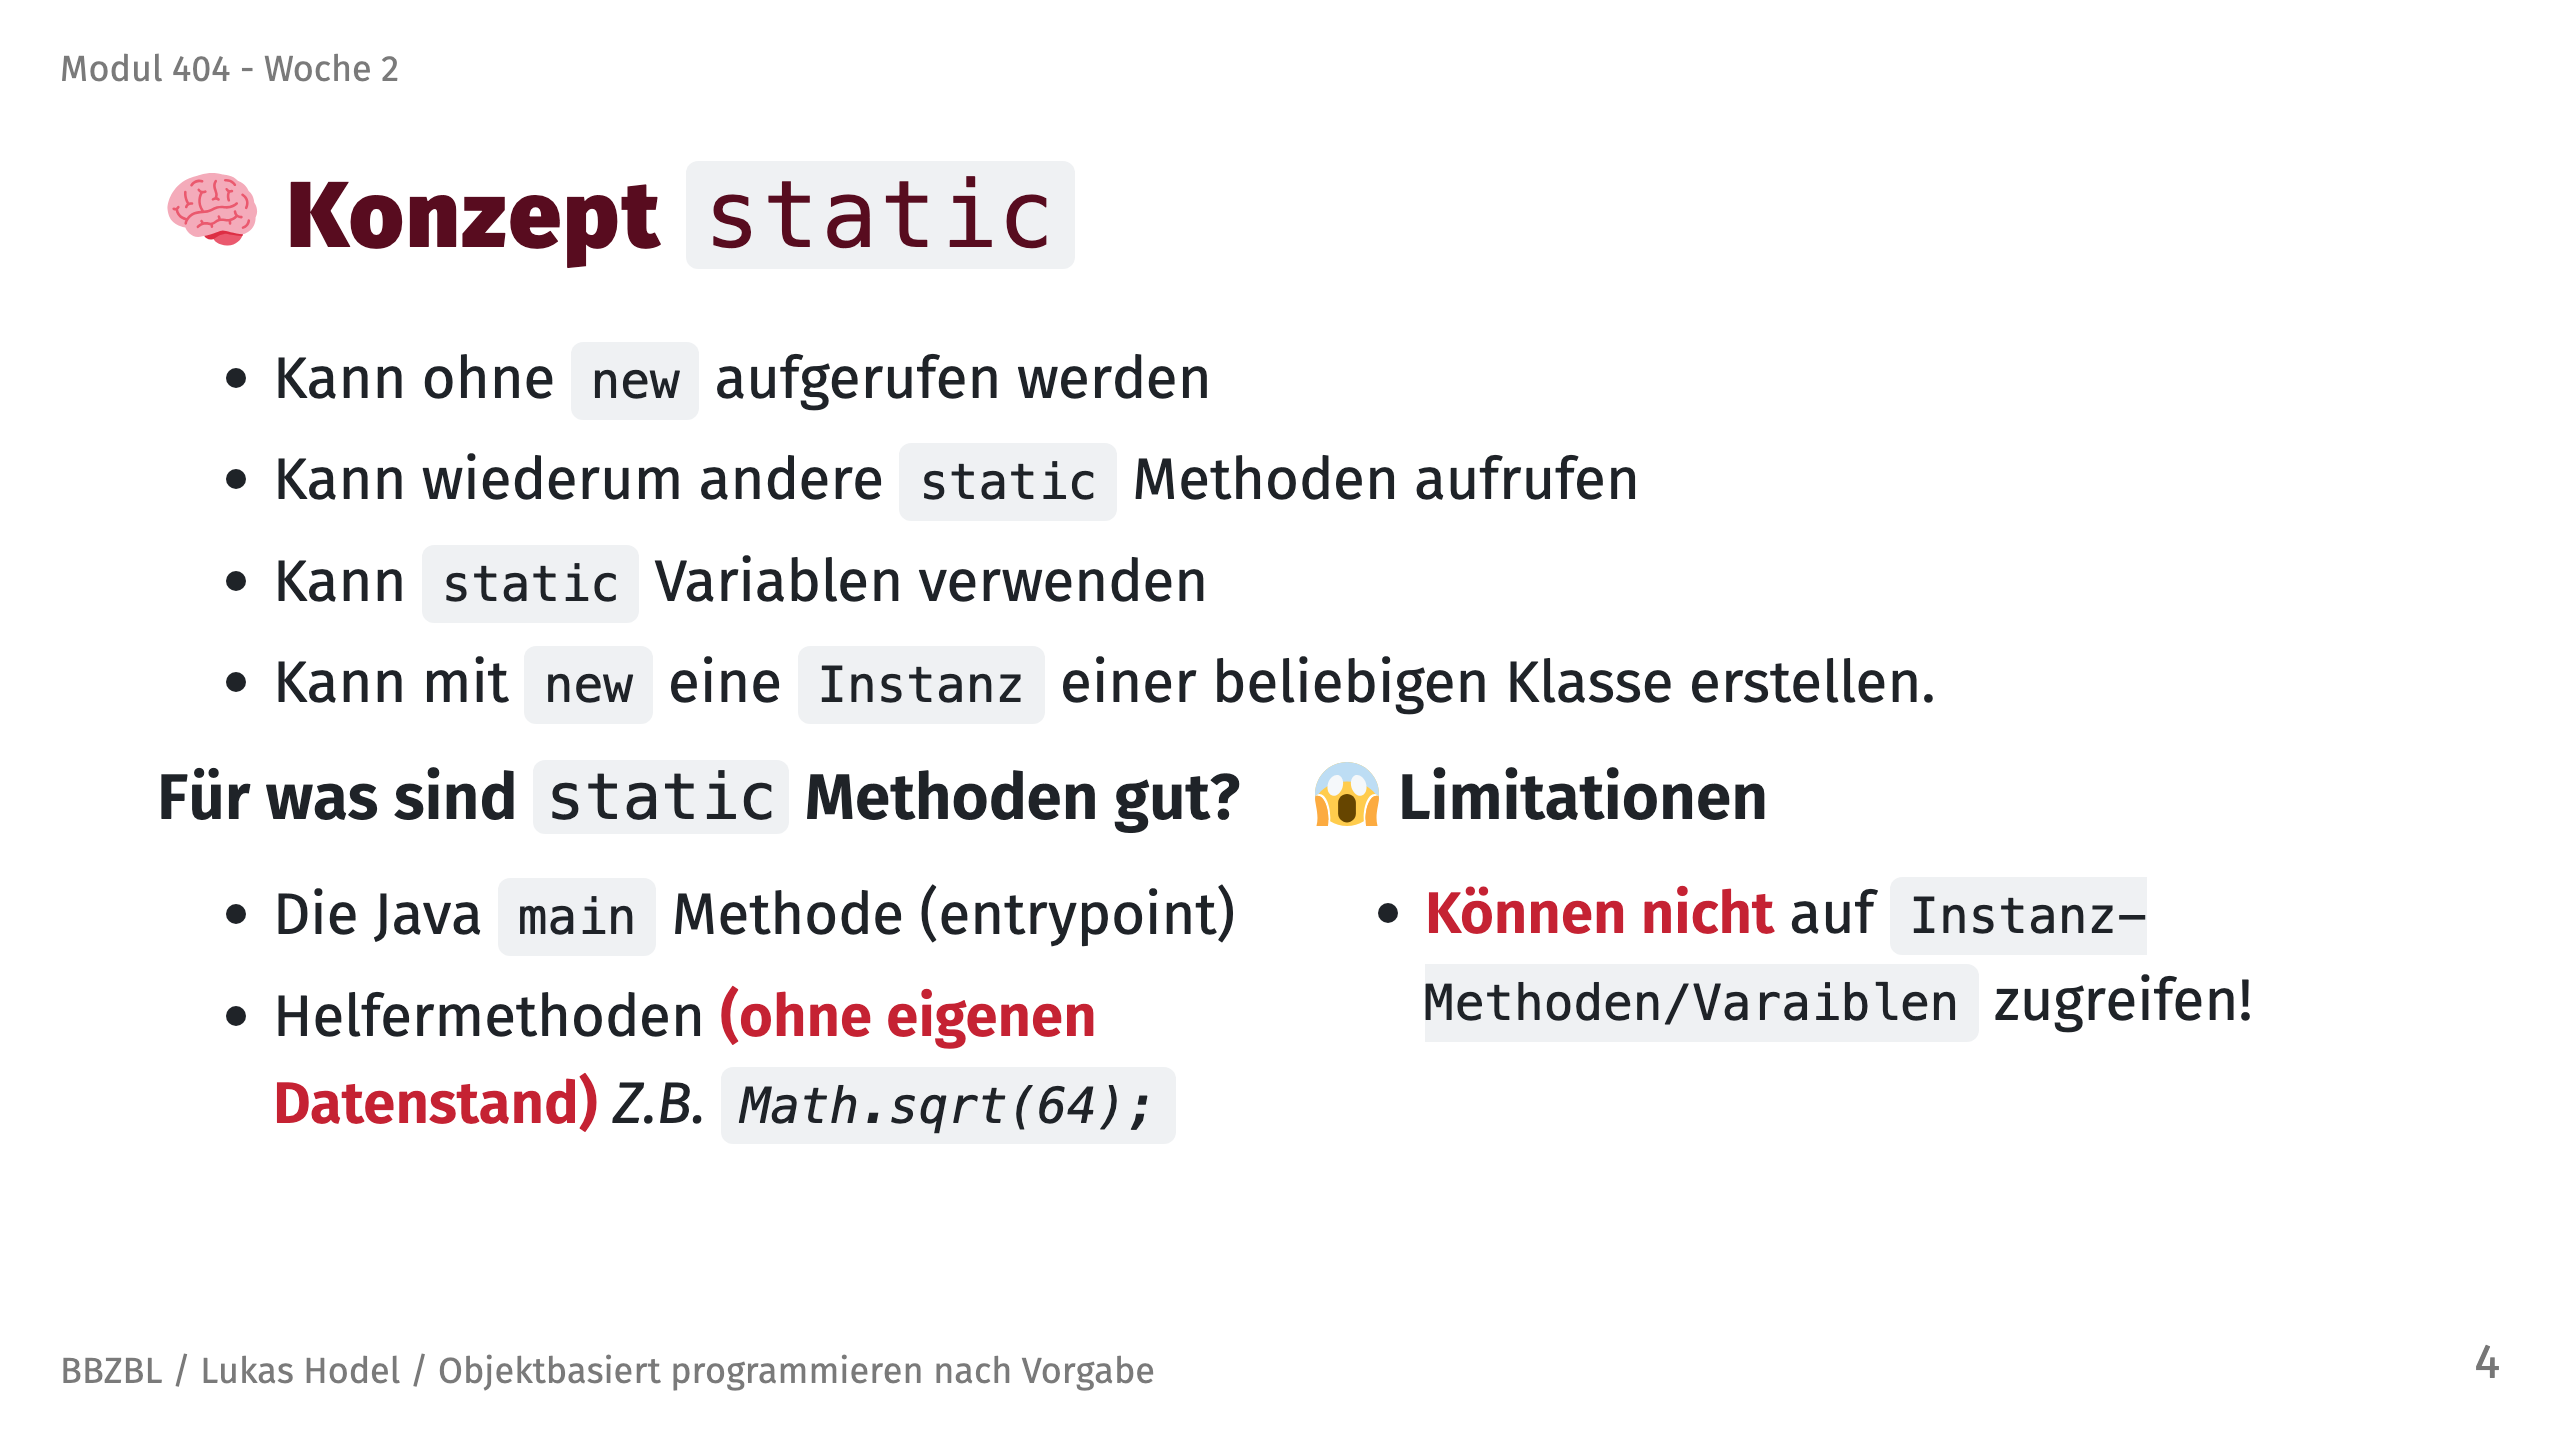 Modul 404 - Woche 2
Konzept static
• Kann ohne new aufgerufen werden
• Kann wiederum andere static Methoden aufrufen
• Kann static Variablen verwenden
• Kann mit new eine Instanz einer beliebigen Klasse erstellen.
Für was sind static Methoden gut?
• Die Java main Methode (entrypoint)
• Helfermethoden (ohne eigenen
Datenstand) Z.B. Math.sqrt(64);
😱 Limitationen
• Können nicht auf Instanz-
Methoden/Varaiblen zugreifen!
BBZBL / Lukas Hodel / Objektbasiert programmieren nach Vorgabe
4